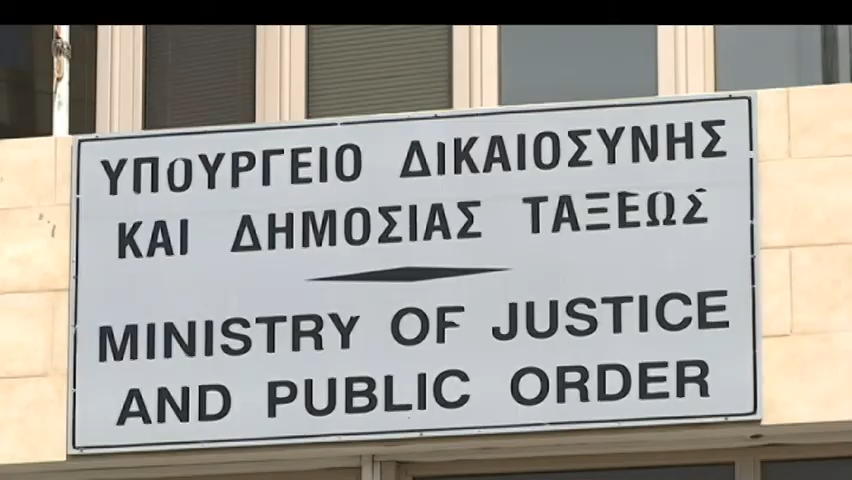 ΥΠΟΥΡΓΕΙΟ ΔΙΚΑΙΟΣΥΝΗΣ
ΚΑΙ ΔΗΜΟΣΙΑΣ ΤΑΞΕΩΣ
MINISTRY OF JUSTICE
AND PUBLIC ORDER